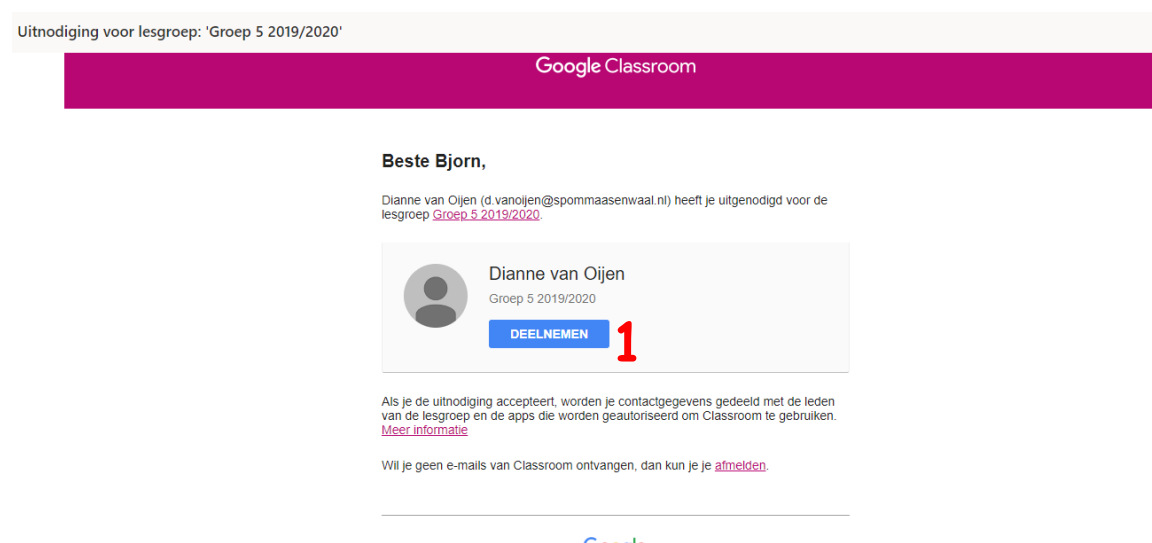 Uitnodiging voor lesgroep: 'Groep 5 2019/2020'
Google Classroom
Beste Bjorn,
Dianne van Oijen (d.vanoijen@spommaasenwaal.nl) heeft je uitgenodigd voor de
lesgroep Groep 5 2019/2020.
Dianne van Oijen
Groep 5 2019/2020
DEELNEMEN 1
Als je de uitnodiging accepteert, worden je contactgegevens gedeeld met de leden
van de lesgroep en de apps die worden geautoriseerd om Classroom te gebruiken.
Meer informatie
Wil je geen e-mails van Classroom ontvangen, dan kun je je afmelden.